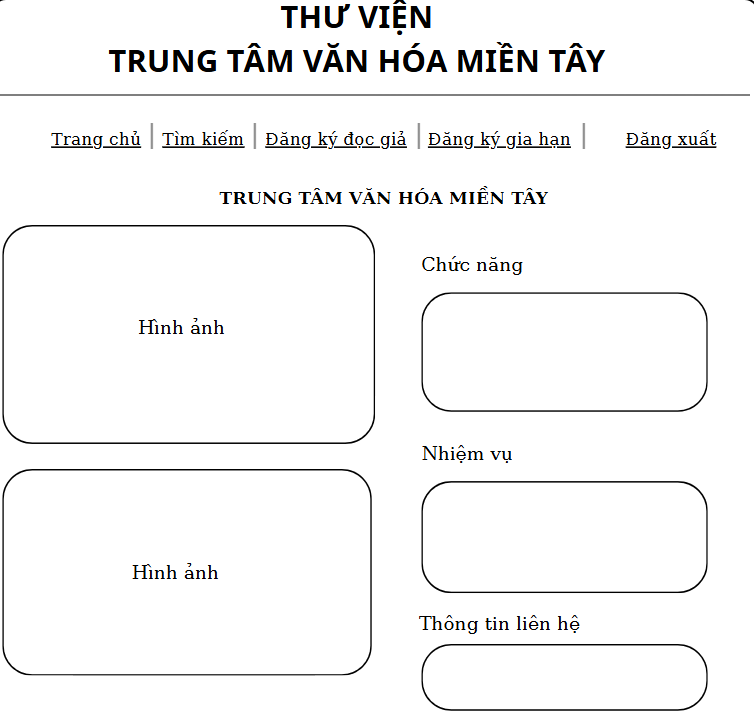 THƯ VIỆN
TRUNG TÂM VĂN HÓA MIỀN TÂY
Trang chủ Tìm kiếm Đăng ký đọc giả Đăng ký gia hạn Đăng xuất
TRUNG TÂM VĂN HÓA MIỀN TÂY
Hình ảnh
Hình ảnh
Chức năng
Nhiệm vụ
Thông tin liên hệ